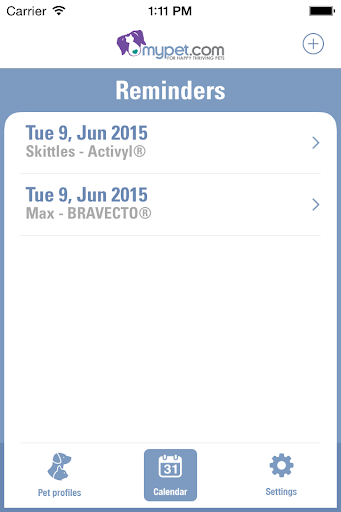 Carrier 1:11 PM
mypet.com
FOR HAPPY THRIVING PETS
Reminders
Tue 9, Jun 2015
Skittles - Activyl®
Tue 9, Jun 2015
Max - BRAVECTO®
31
Pet profiles Calendar Settings